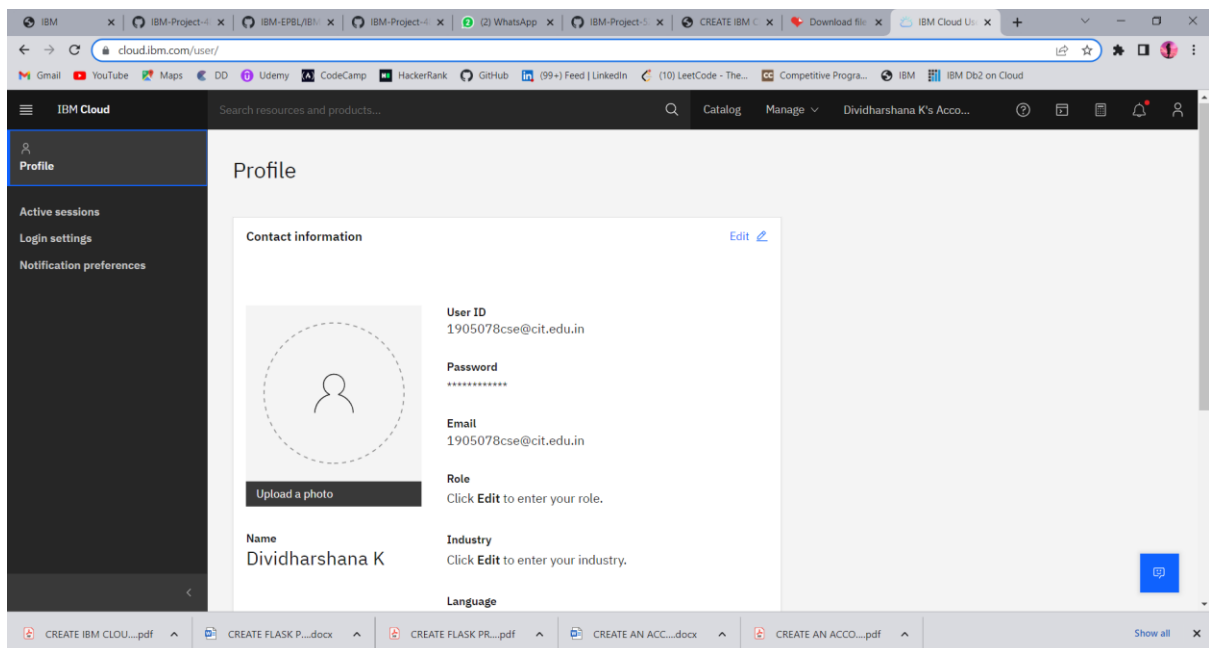 IBM
IBM-Project-4
IBM-EPBL/IBM
IBM-Project-4
(2) WhatsApp
IBM-Project-5
CREATE IBM C
Download file
IBM Cloud Us
cloud.ibm.com/user/
Gmail YouTube Maps DD Udemy CodeCamp HackerRank GitHub (99+) Feed | LinkedIn (10) LeetCode - The... Competitive Progra... IBM IBM Db2 on Cloud
IBM Cloud Search resources and products... Catalog Manage Dividharshana K's Acco...
Profile
Active sessions
Login settings
Notification preferences
Profile
Contact information Edit
Upload a photo
Name
Dividharshana K
User ID
1905078cse@cit.edu.in
Password
************
Email
1905078cse@cit.edu.in
Role
Click Edit to enter your role.
Industry
Click Edit to enter your industry.
Language
CREATE IBM CLOU....pdf CREATE FLASK P....docx CREATE FLASK PR....pdf CREATE AN ACC....docx CREATE AN ACCO....pdf Show all